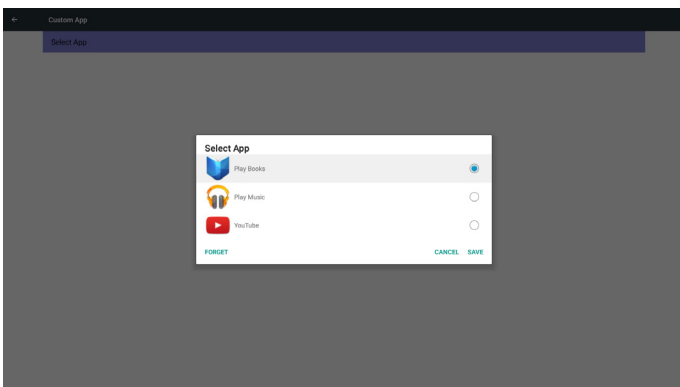 Custom App
Select App
Select App
Play Books
Play Music
YouTube
FORGET CANCEL SAVE